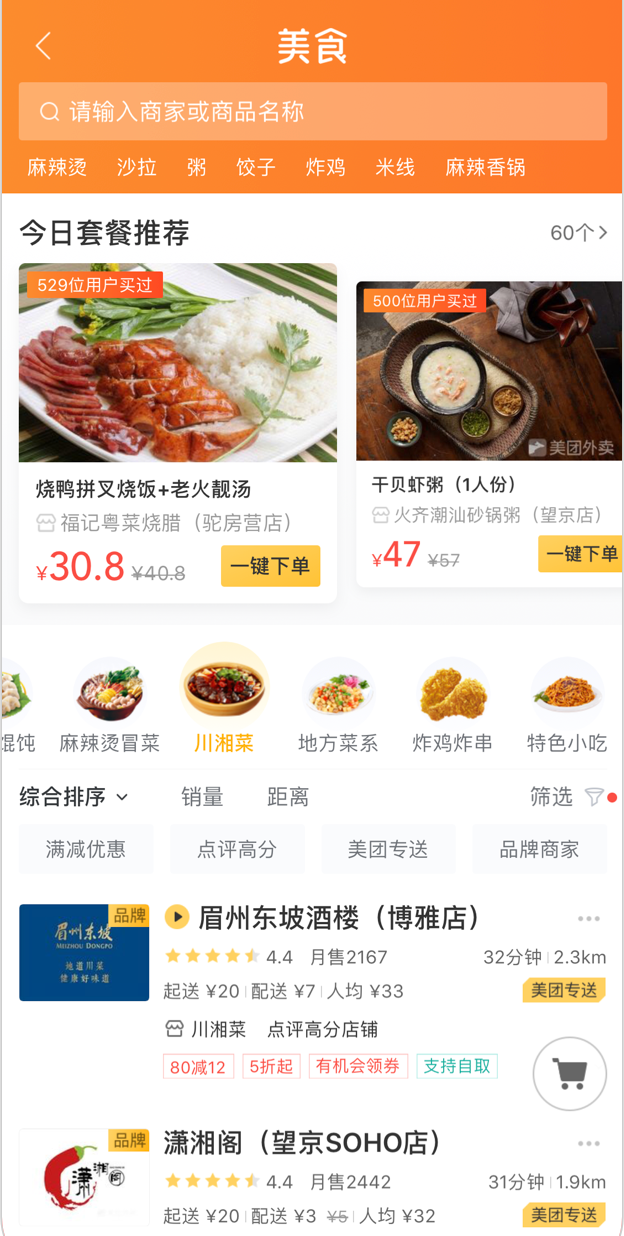 美食
请输入商家或商品名称
麻辣烫 沙拉 粥 饺子 炸鸡 米线 麻辣香锅
今日套餐推荐 60个
529位用户买过
500位用户买过
美团外卖
烧鸭拼叉烧饭+老火靓汤
福记粤菜烧腊（驼房营店）
¥30.8 ¥40.8 一键下单
干贝虾粥（1人份）
火齐潮汕砂锅粥（望京店）
¥47 ¥57 一键下单
馄饨 麻辣烫冒菜 川湘菜 地方菜系 炸鸡炸串 特色小吃
综合排序 销量 距离 筛选
满减优惠 点评高分 美团专送 品牌商家
品牌
眉州东坡
MEIZHOU DONGPO
地道川菜
健康好味道
眉州东坡酒楼（博雅店）
4.4 月售2167 32分钟 2.3km
起送 ¥20 配送 ¥7 人均 ¥33 美团专送
川湘菜 点评高分店铺
80减12 5折起 有机会领券 支持自取
品牌
潇湘阁
潇湘阁（望京SOHO店）
4.4 月售2442 31分钟 1.9km
起送 ¥20 配送 ¥3 ¥5 人均 ¥32 美团专送